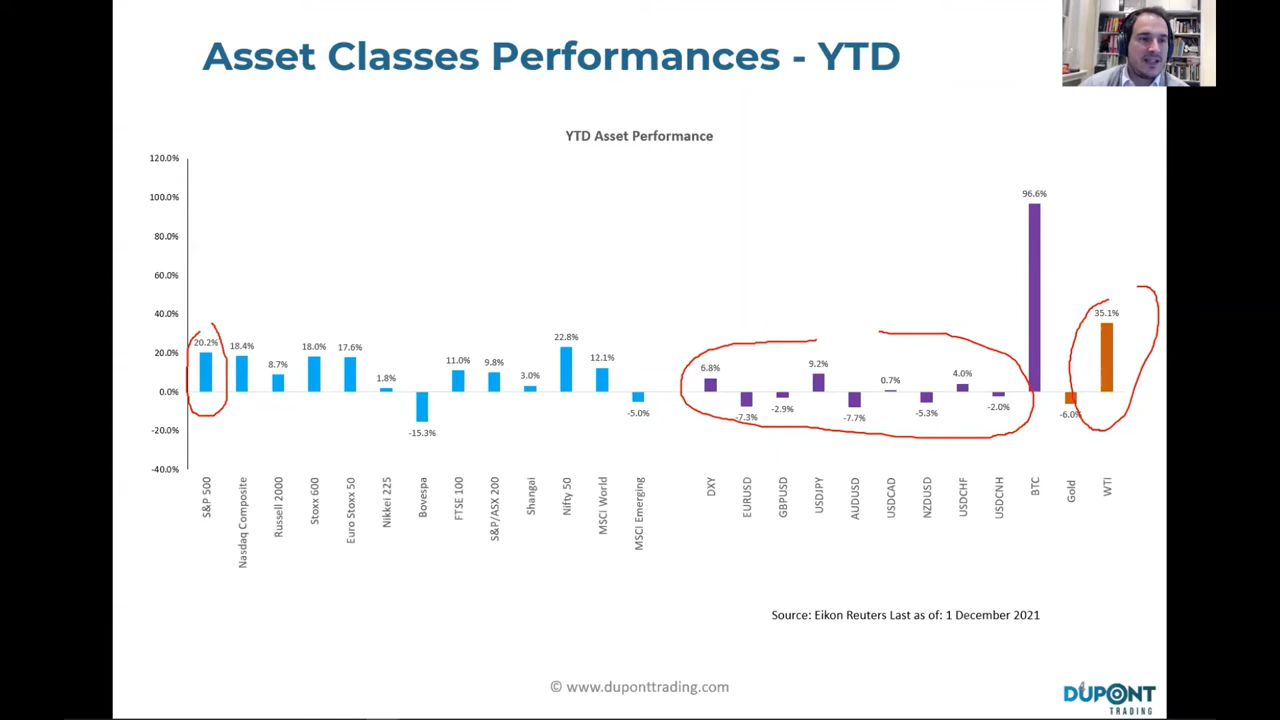 Asset Classes Performances - YTD
YTD Asset Performance
120.0%
100.0%
80.0%
60.0%
40.0%
20.0%
0.0%
-20.0%
-40.0%
20.2%
18.4%
8.7%
18.0%
17.6%
1.8%
-15.3%
11.0%
9.8%
3.0%
22.8%
12.1%
-5.0%
6.8%
-7.3%
-2.9%
9.2%
-7.7%
0.7%
-5.3%
4.0%
-2.0%
96.6%
-6.0%
35.1%
S&P 500
Nasdaq Composite
Russell 2000
Stoxx 600
Euro Stoxx 50
Nikkei 225
Bovespa
FTSE 100
S&P/ASX 200
Shangai
Nifty 50
MSCI World
MSCI Emerging
DXY
EURUSD
GBPUSD
USDJPY
AUDUSD
USDCAD
NZDUSD
USDCHF
USDCNH
BTC
Gold
WTI
Source: Eikon Reuters Last as of: 1 December 2021
© www.duponttrading.com
DUPONT
TRADING